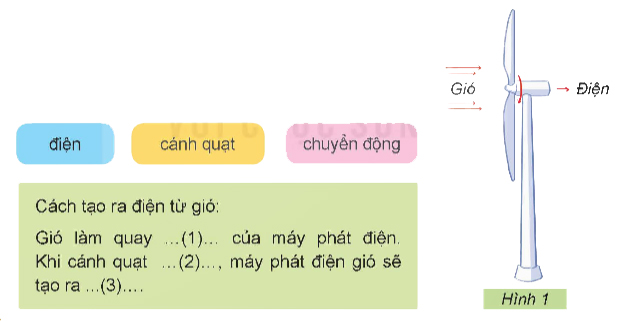 Gió
Điện
điện
cánh quạt
chuyển động
Cách tạo ra điện từ gió:
Gió làm quay ...(1)... của máy phát điện.
Khi cánh quạt ...(2)..., máy phát điện gió sẽ
tạo ra ...(3)....
Hình 1